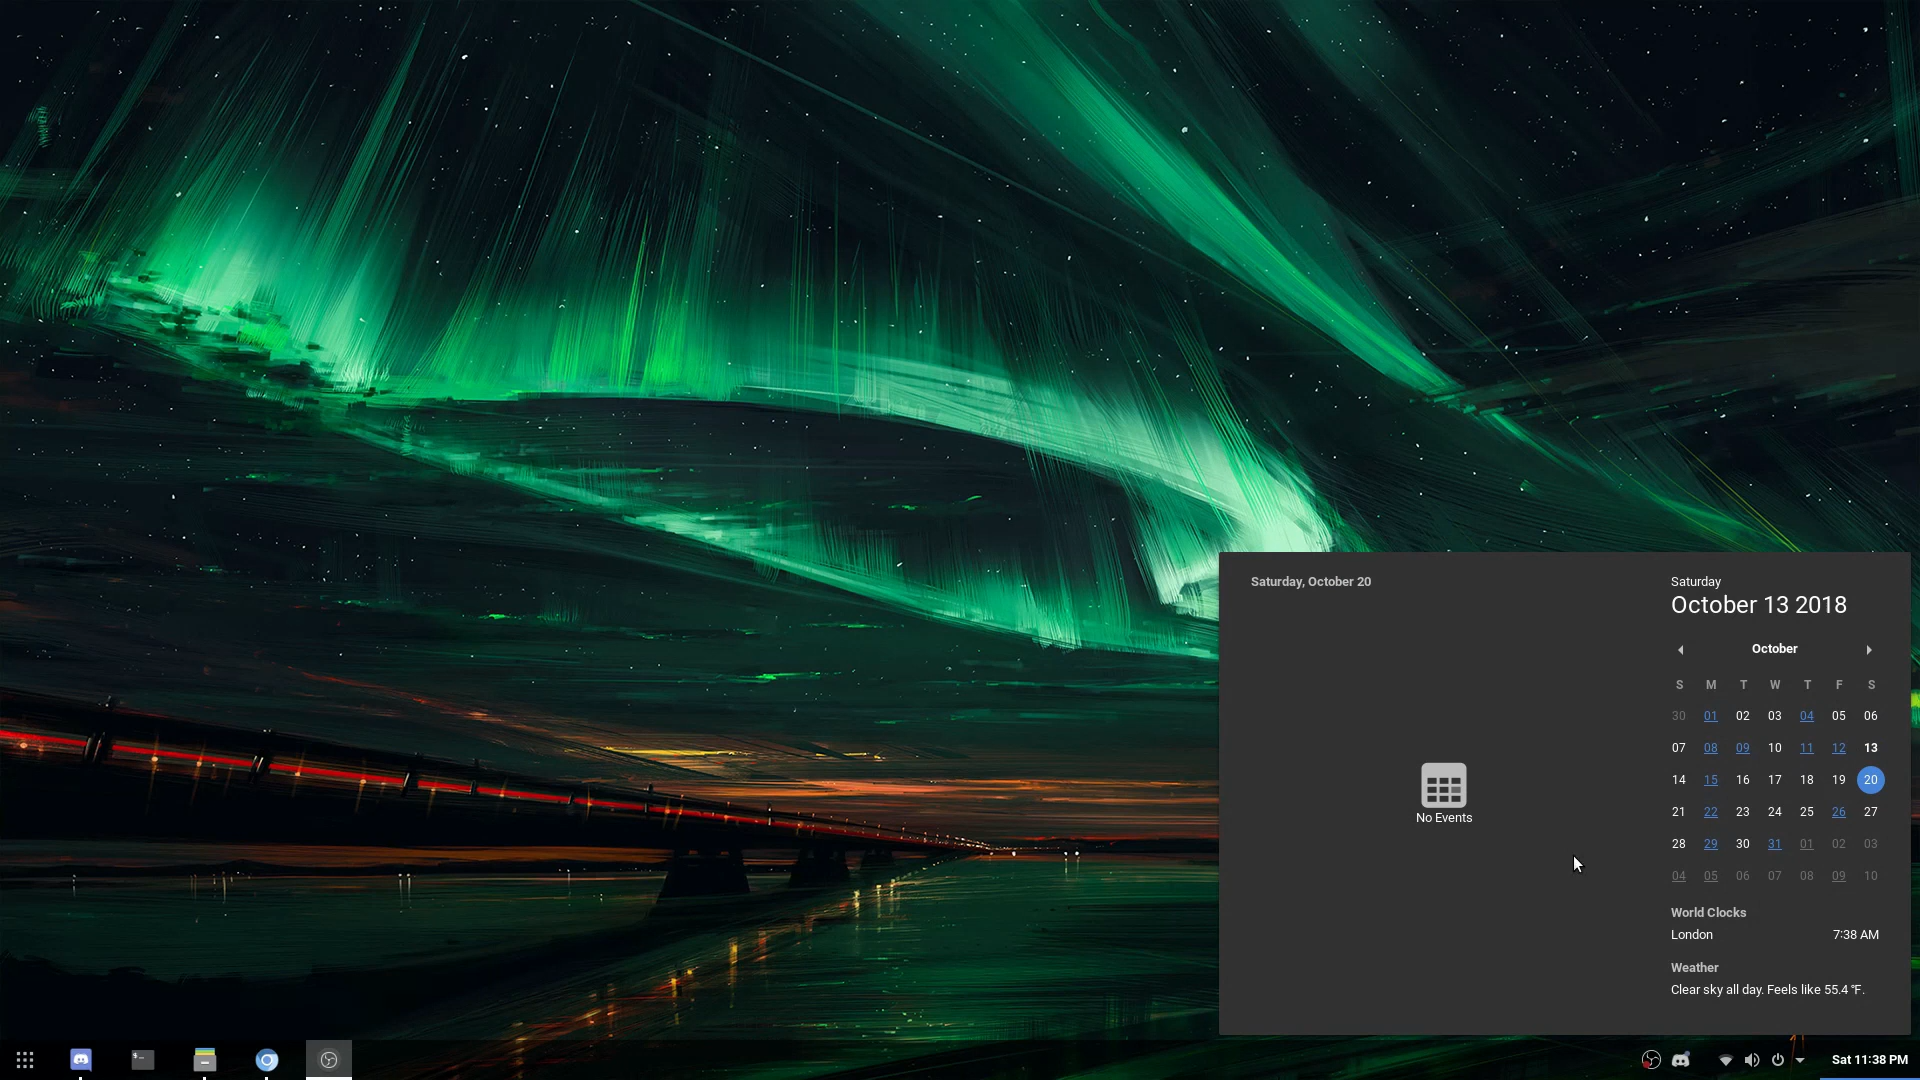 Saturday, October 20
No Events
Saturday
October 13 2018
October
S M T W T F S
30 01 02 03 04 05 06
07 08 09 10 11 12 13
14 15 16 17 18 19 20
21 22 23 24 25 26 27
28 29 30 31 01 02 03
04 05 06 07 08 09 10
World Clocks
London 7:38 AM
Weather
Clear sky all day. Feels like 55.4 °F.
Sat 11:38 PM